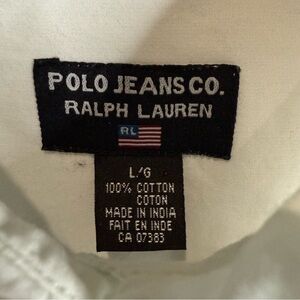 POLO JEANS CO.
RALPH LAUREN
RL
L/G
100% COTTON
COTON
MADE IN INDIA
FAIT EN INDE
CA 07383